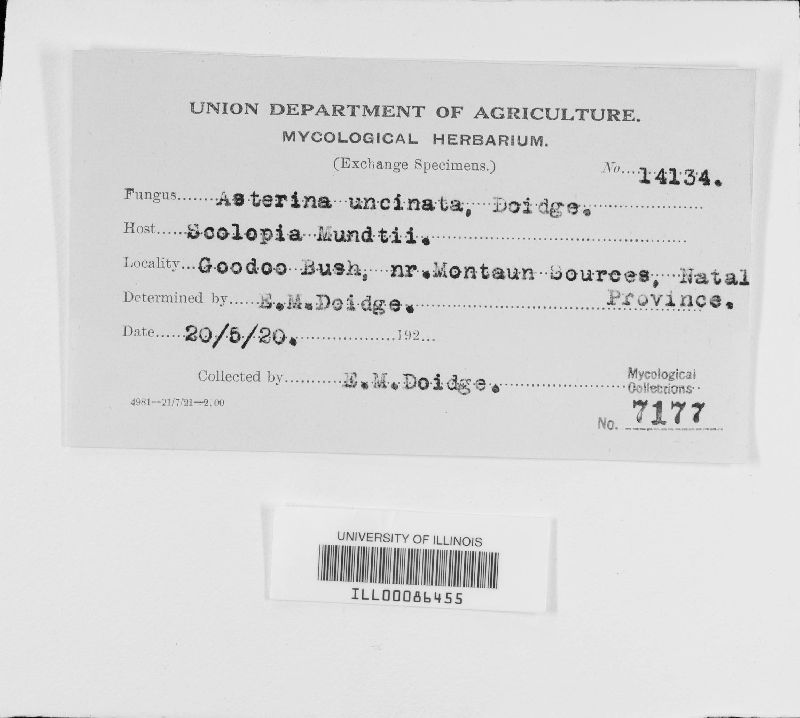 UNION DEPARTMENT OF AGRICULTURE.
MYCOLOGICAL HERBARIUM.
(Exchange Specimens.)
No. 14134.
Fungus Asterina uncinata, Doidge.
Host Scolopia Mundtii.
Locality Goodoo Bush, nr. Montaun Sources, Natal Province.
Determined by E.M.Doidge.
Date 20/5/20. 192
Collected by E.M.Doidge.
4981—21/7/21—2,00
Mycological
Collections
No. 7177
UNIVERSITY OF ILLINOIS
ILL00086455